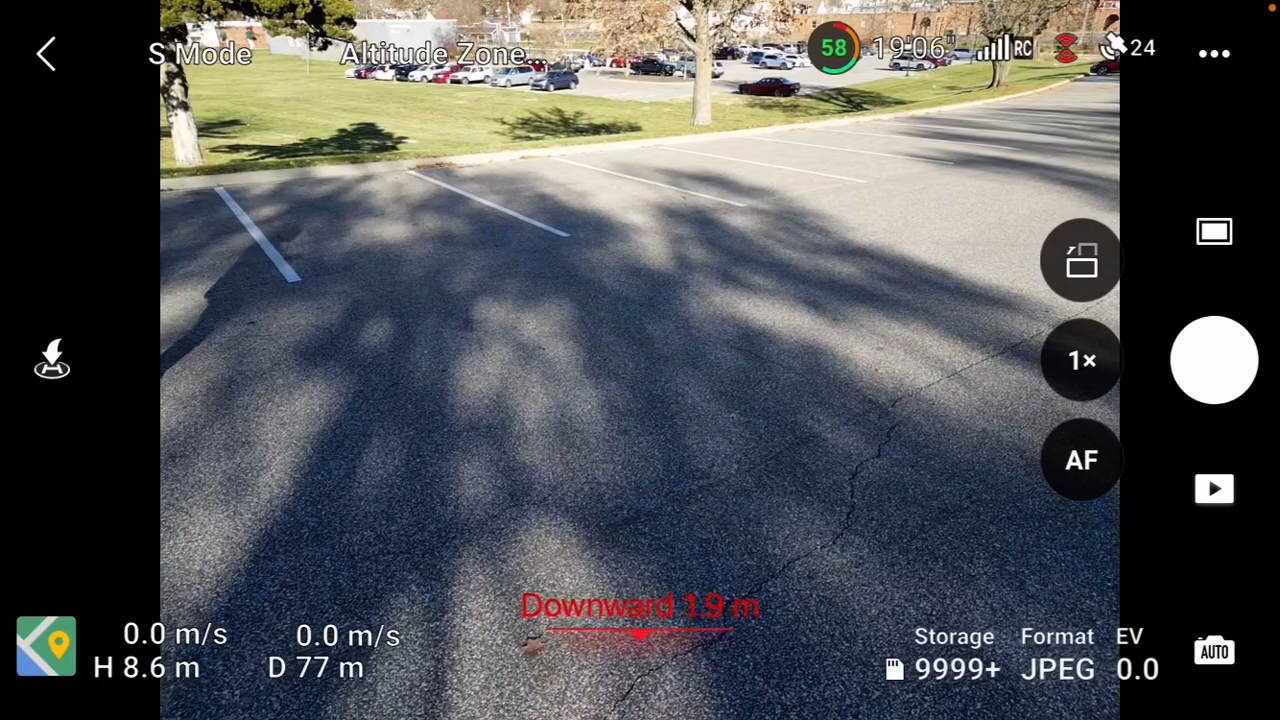 S Mode Altitude Zone... 58 19'06" RC 24
1×
AF
Downward 1.9 m
0.0 m/s 0.0 m/s
H 8.6 m D 77 m
Storage Format EV
9999+ JPEG 0.0
AUTO